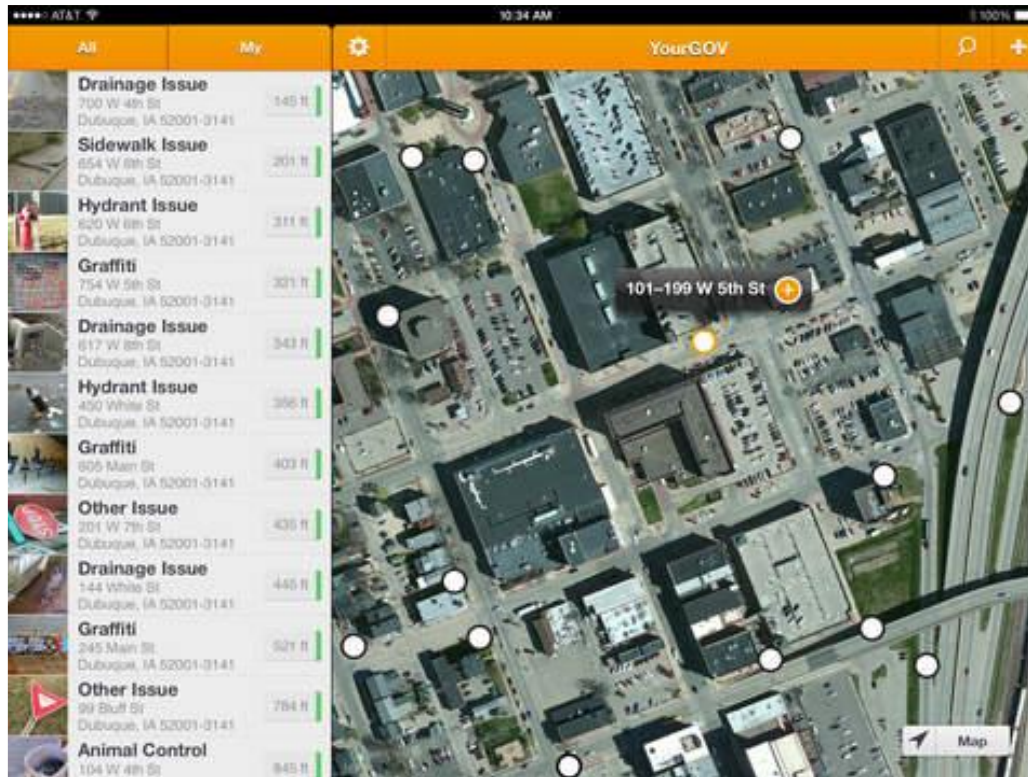 AT&T
10:34 AM
100%
All
My
YourGOV
Drainage Issue
700 W 4th St
Dubuque, IA 52001-3141
145 ft
Sidewalk Issue
654 W 6th St
Dubuque, IA 52001-3141
201 ft
Hydrant Issue
620 W 6th St
Dubuque, IA 52001-3141
311 ft
Graffiti
754 W 5th St
Dubuque, IA 52001-3141
321 ft
Drainage Issue
617 W 8th St
Dubuque, IA 52001-3141
343 ft
Hydrant Issue
450 White St
Dubuque, IA 52001-3141
Graffiti
605 Main St
Dubuque, IA 52001-3141
403 ft
Other Issue
201 W 7th St
Dubuque, IA 52001-3141
435 ft
Drainage Issue
144 White St
Dubuque, IA 52001-3141
445 ft
Graffiti
245 Main St
Dubuque, IA 52001-3141
521 ft
Other Issue
99 Bluff St
Dubuque, IA 52001-3141
784 ft
Animal Control
104 W 4th St
845 ft
101–199 W 5th St
Map